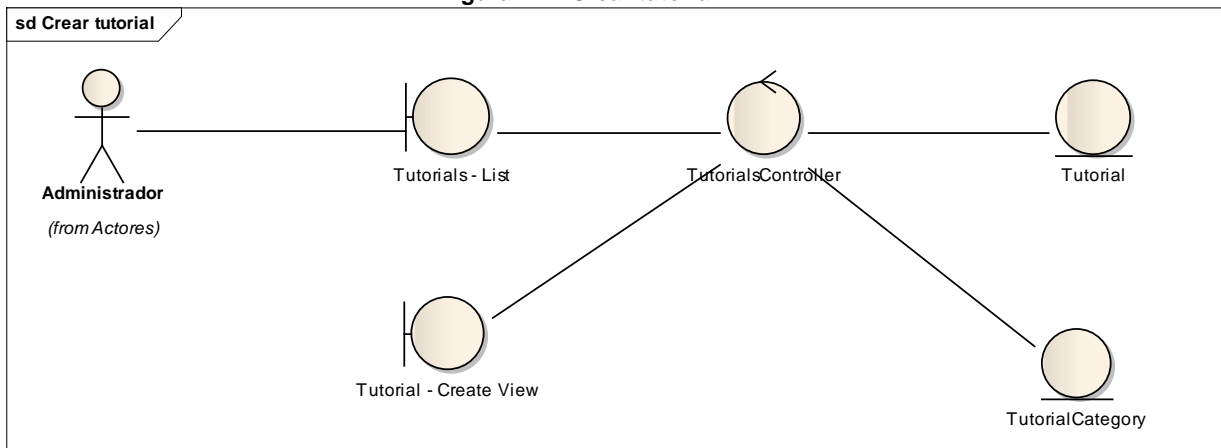 sd Crear tutorial
Administrador
(from Actores)
Tutorials - List
TutorialsController
Tutorial
Tutorial - Create View
TutorialCategory